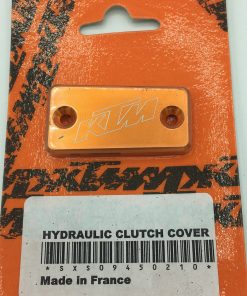 KTM
HYDRAULIC CLUTCH COVER
*SXS09450210*
Made in France